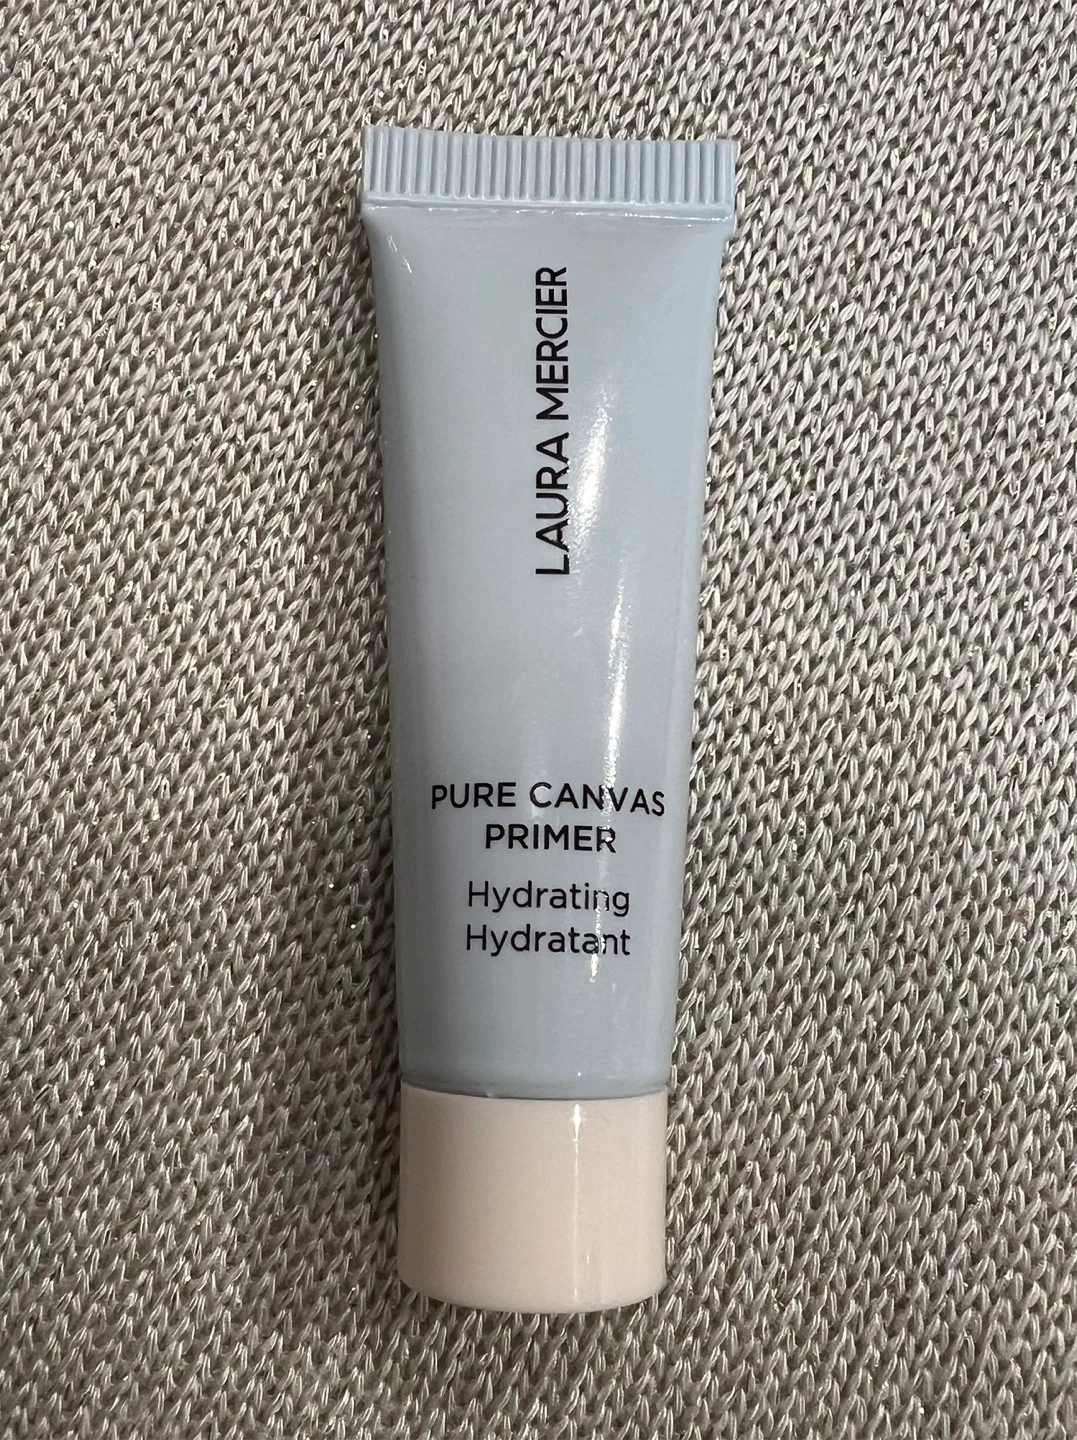 LAURA MERCIER
PURE CANVAS
PRIMER
Hydrating
Hydratant